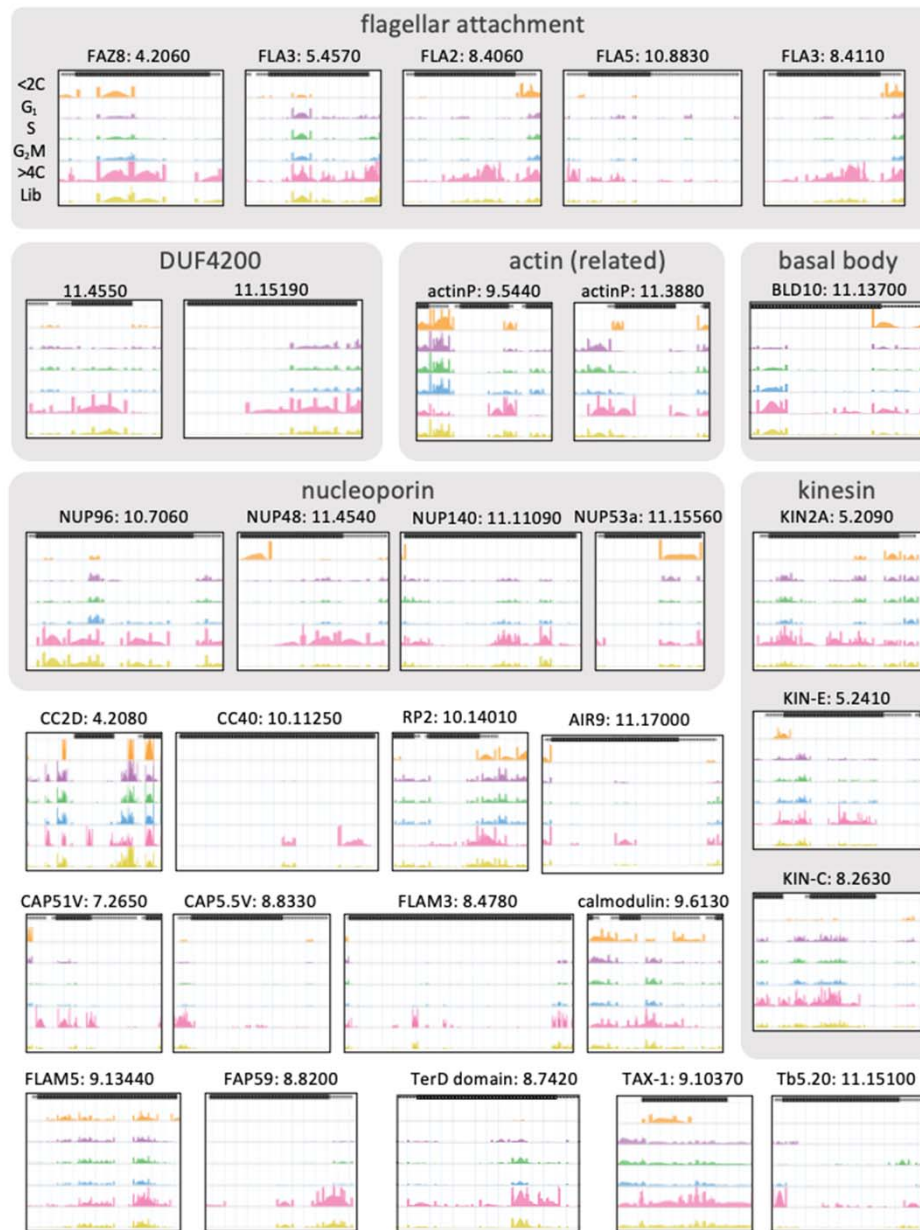 flagellar attachment
FAZ8: 4.2060 FLA3: 5.4570 FLA2: 8.4060 FLA5: 10.8830 FLA3: 8.4110
<2C
G₁
S
G₂M
>4C
Lib
DUF4200 actin (related) basal body
11.4550 11.15190 actinP: 9.5440 actinP: 11.3880 BLD10: 11.13700
nucleoporin kinesin
NUP96: 10.7060 NUP48: 11.4540 NUP140: 11.11090 NUP53a: 11.15560 KIN2A: 5.2090
CC2D: 4.2080 CC40: 10.11250 RP2: 10.14010 AIR9: 11.17000 KIN-E: 5.2410
KIN-C: 8.2630
CAP51V: 7.2650 CAP5.5V: 8.8330 FLAM3: 8.4780 calmodulin: 9.6130
FLAM5: 9.13440 FAP59: 8.8200 TerD domain: 8.7420 TAX-1: 9.10370 Tb5.20: 11.15100